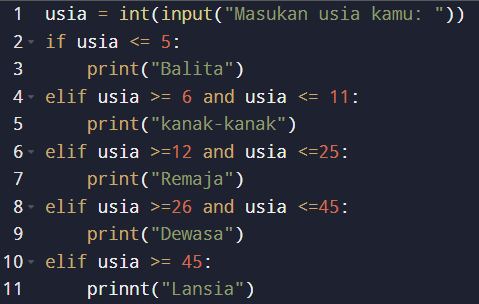 1 usia = int(input("Masukan usia kamu: "))
2 if usia <= 5:
3     print("Balita")
4 elif usia >= 6 and usia <= 11:
5     print("kanak-kanak")
6 elif usia >=12 and usia <=25:
7     print("Remaja")
8 elif usia >=26 and usia <=45:
9     print("Dewasa")
10 elif usia >= 45:
11     prinnt("Lansia")